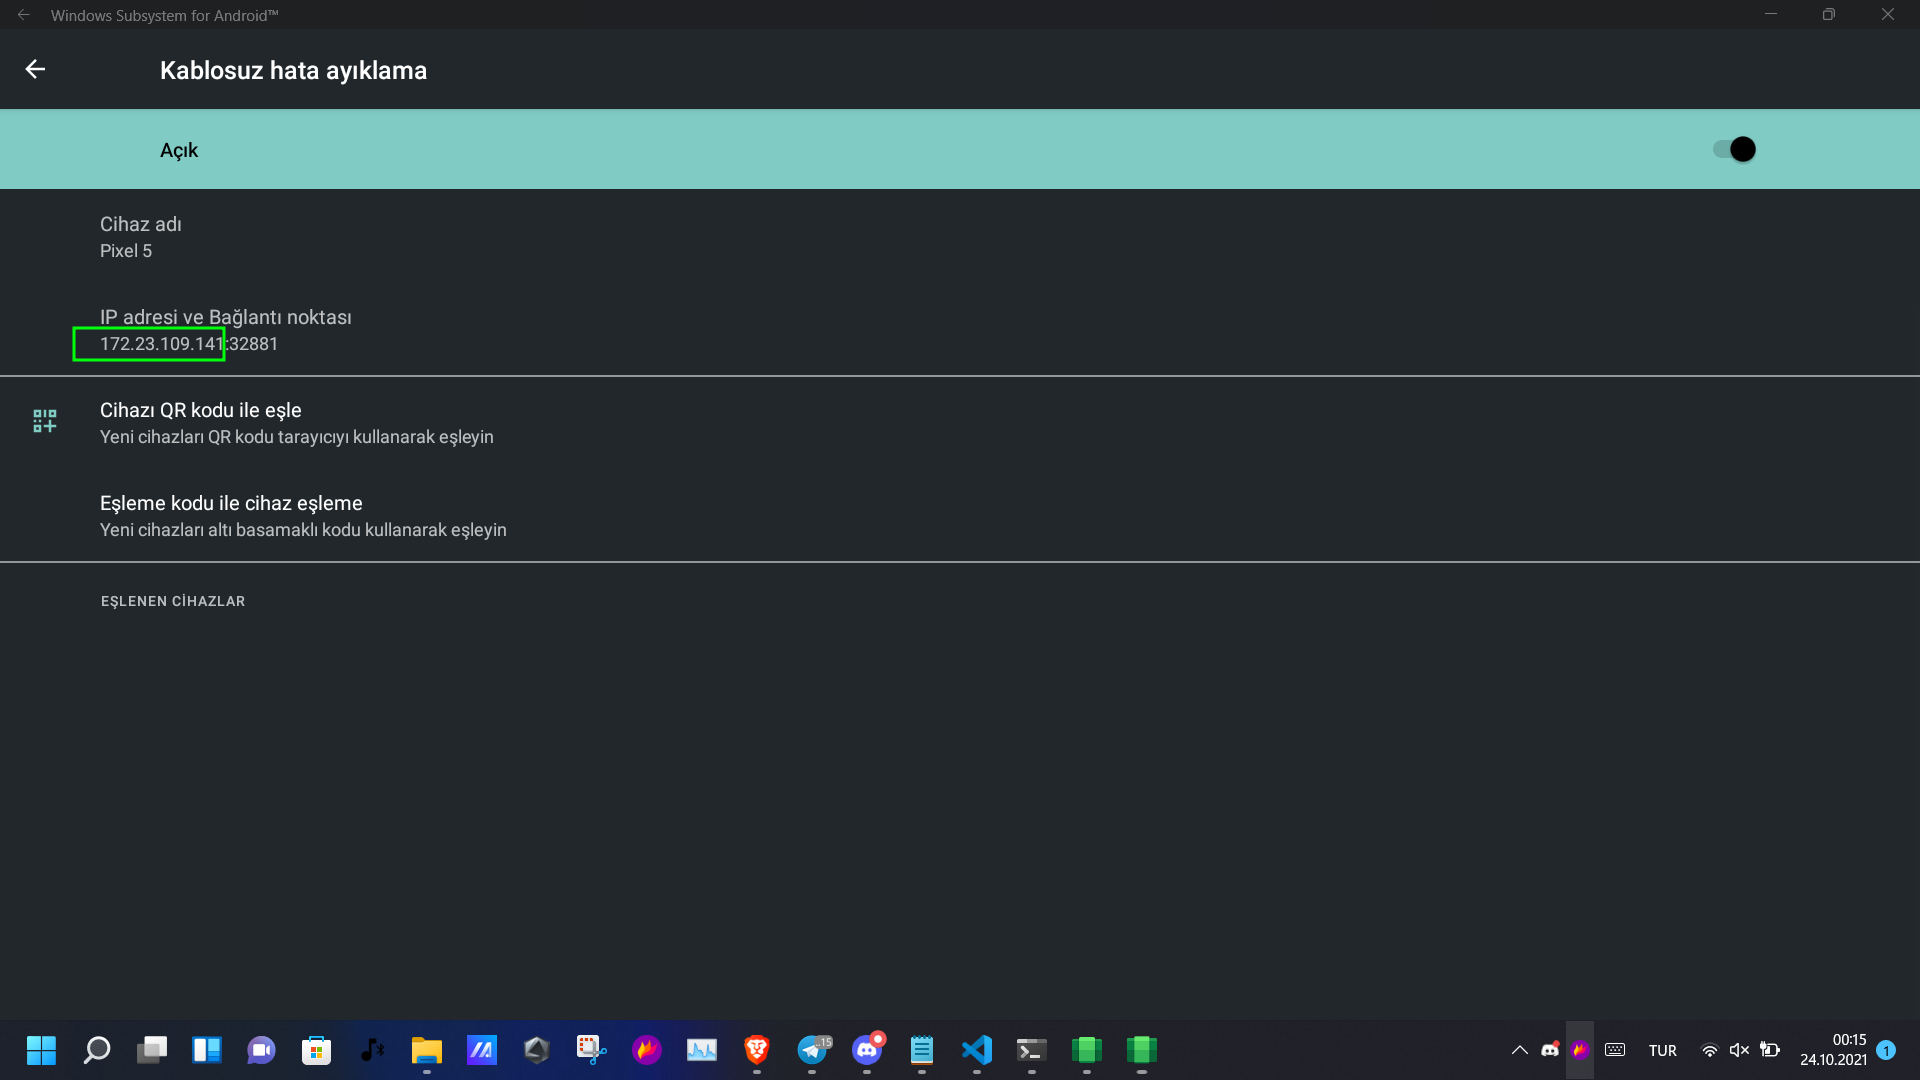 Windows Subsystem for Android™
Kablosuz hata ayıklama
Açık
Cihaz adı
Pixel 5
IP adresi ve Bağlantı noktası
172.23.109.141:32881
Cihazı QR kodu ile eşle
Yeni cihazları QR kodu tarayıcıyı kullanarak eşleyin
Eşleme kodu ile cihaz eşleme
Yeni cihazları altı basamaklı kodu kullanarak eşleyin
EŞLENEN CİHAZLAR
..15
TUR
00:15
24.10.2021
1